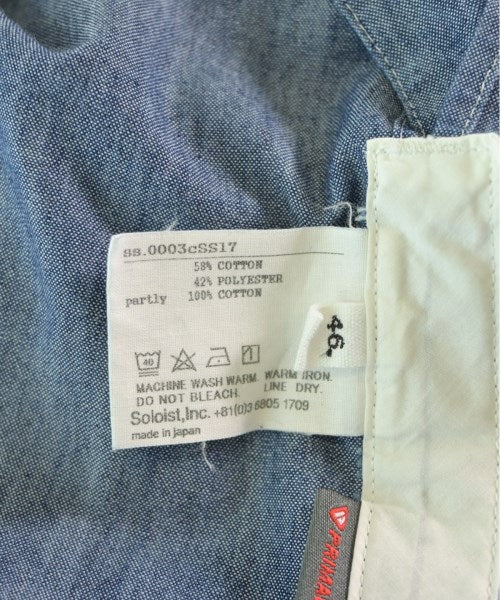 ss.0003cSS17
58% COTTON
42% POLYESTER
partly 100% COTTON
46.
40
MACHINE WASH WARM. WARM IRON.
DO NOT BLEACH. LINE DRY.
Soloist,Inc. +81(0)3 6805 1709
made in japan